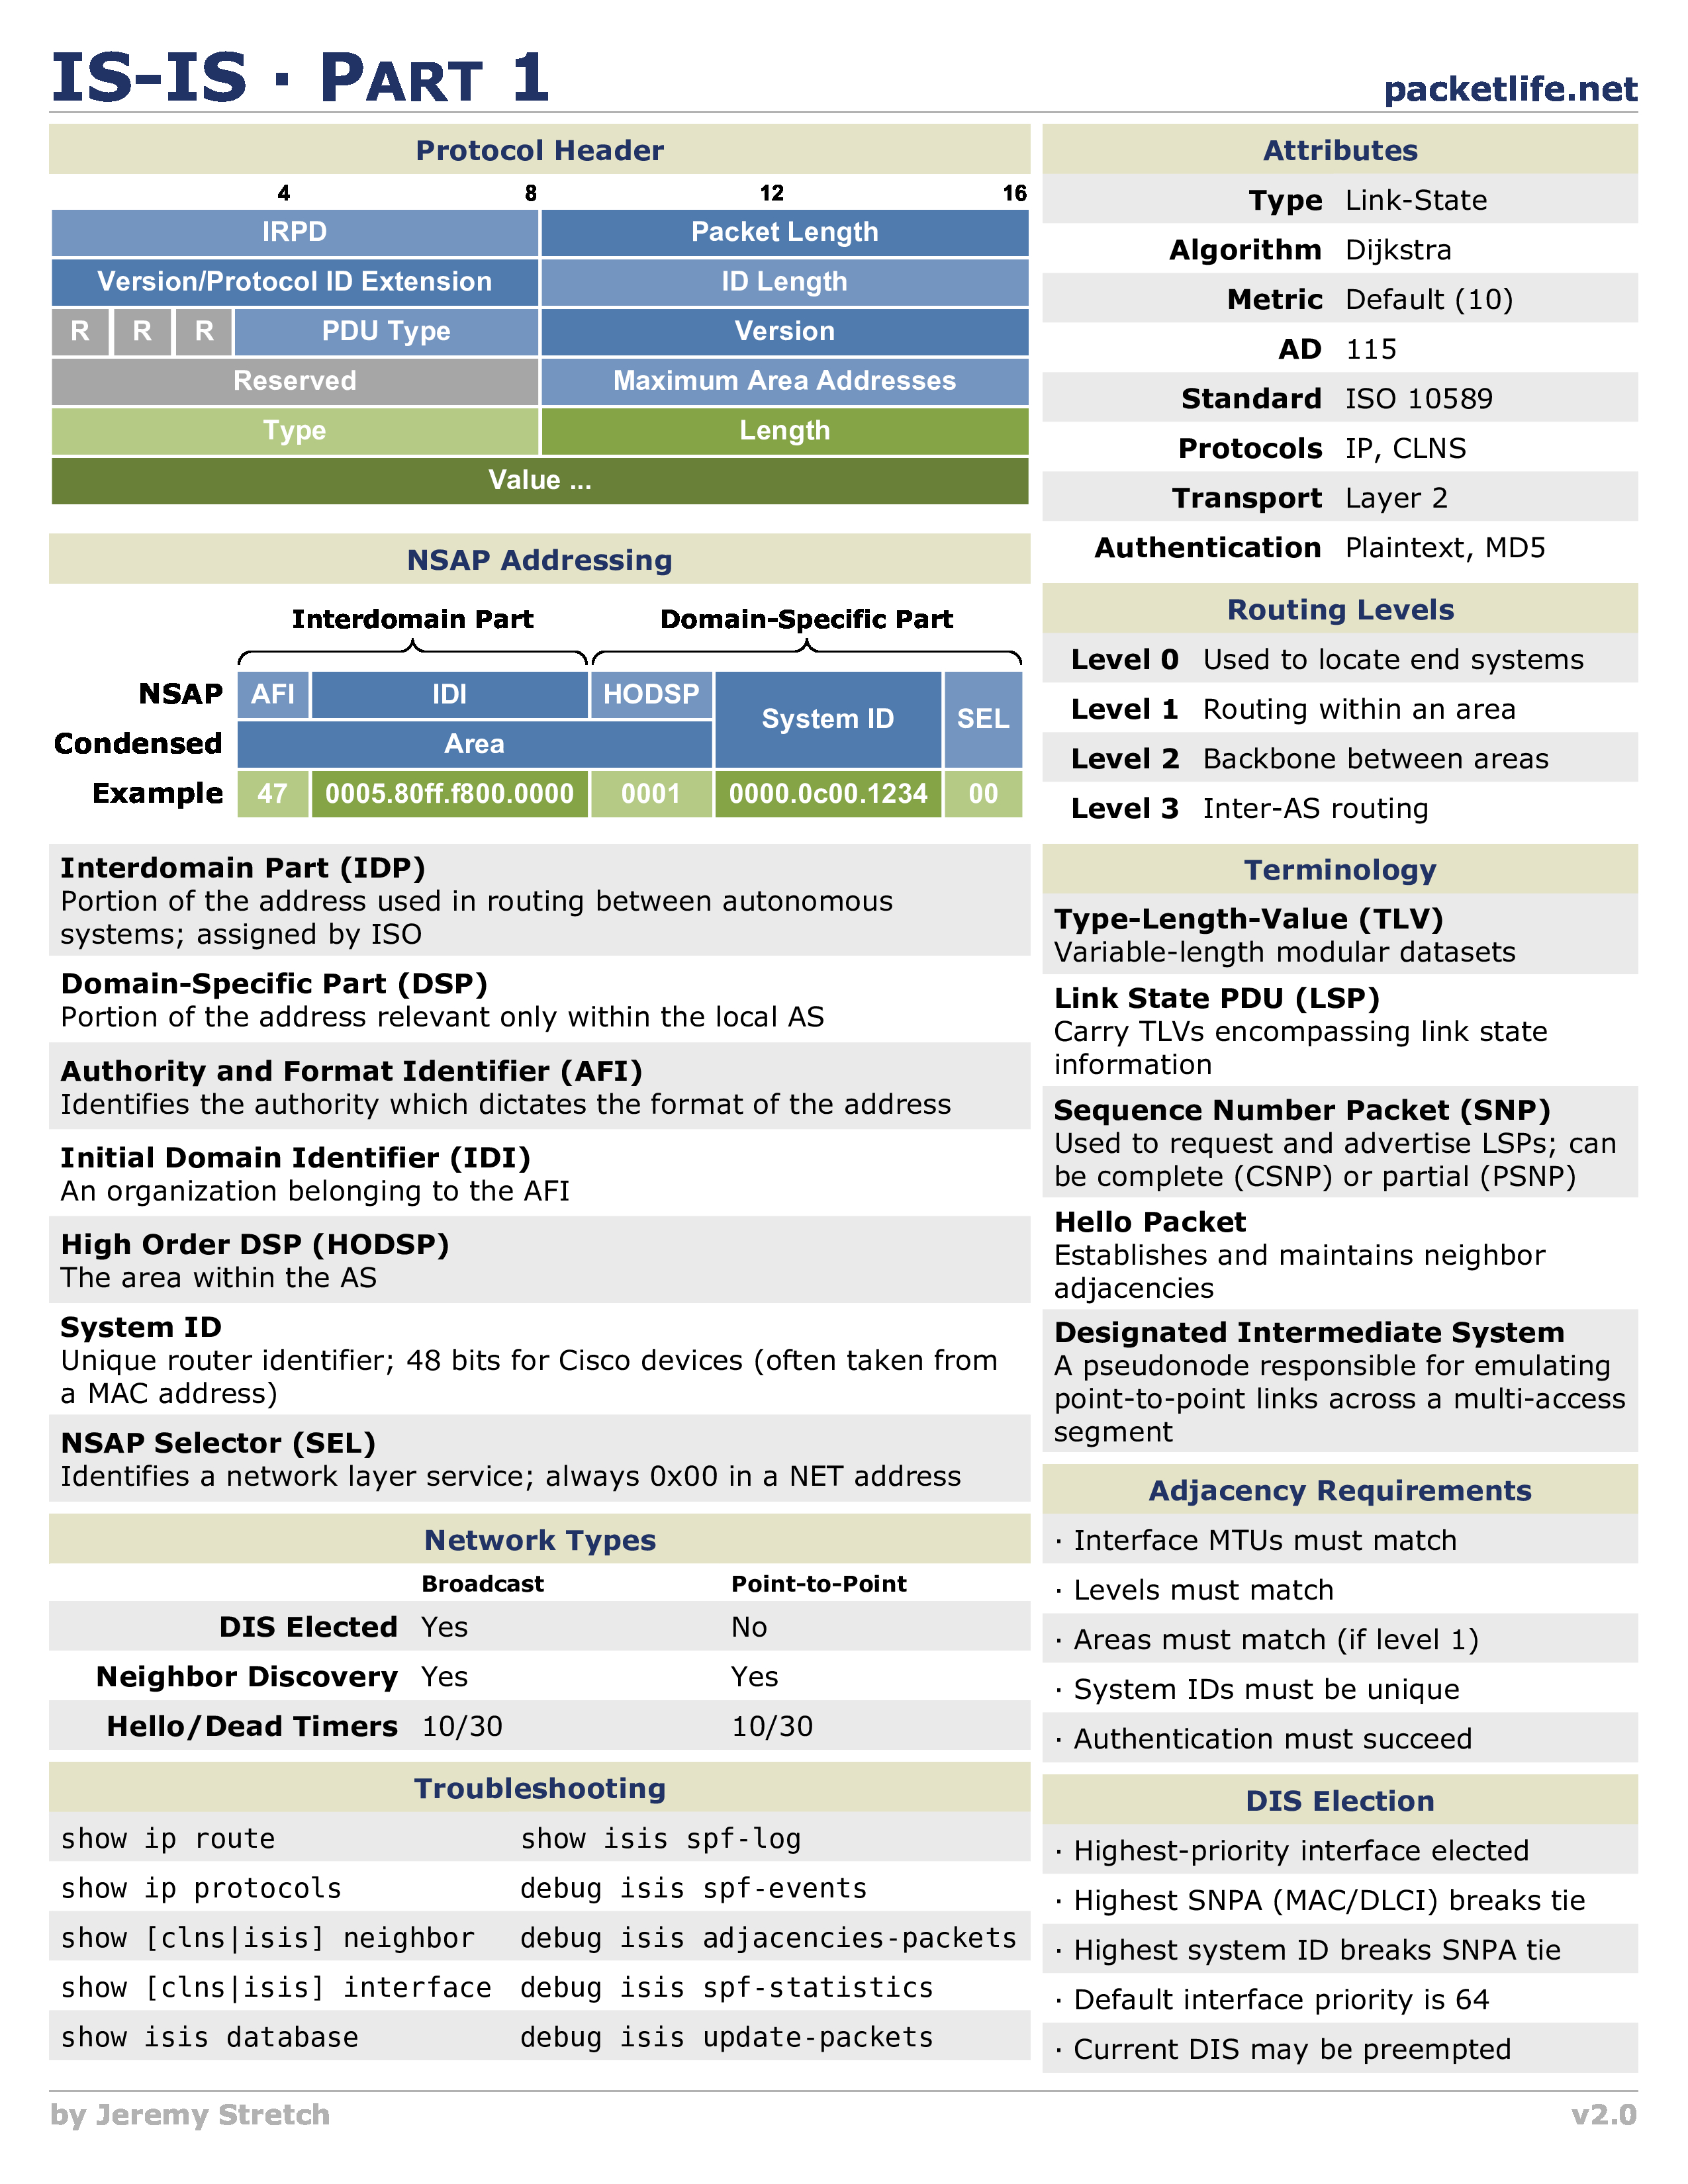 IS-IS · PART 1
packetlife.net
Protocol Header
4 8 12 16
IRPD Packet Length
Version/Protocol ID Extension ID Length
R R R PDU Type Version
Reserved Maximum Area Addresses
Type Length
Value ...
NSAP Addressing
Interdomain Part Domain-Specific Part
NSAP AFI IDI HODSP System ID SEL
Condensed Area
Example 47 0005.80ff.f800.0000 0001 0000.0c00.1234 00
Interdomain Part (IDP)
Portion of the address used in routing between autonomous
systems; assigned by ISO
Domain-Specific Part (DSP)
Portion of the address relevant only within the local AS
Authority and Format Identifier (AFI)
Identifies the authority which dictates the format of the address
Initial Domain Identifier (IDI)
An organization belonging to the AFI
High Order DSP (HODSP)
The area within the AS
System ID
Unique router identifier; 48 bits for Cisco devices (often taken from
a MAC address)
NSAP Selector (SEL)
Identifies a network layer service; always 0x00 in a NET address
Network Types
Broadcast Point-to-Point
DIS Elected Yes No
Neighbor Discovery Yes Yes
Hello/Dead Timers 10/30 10/30
Troubleshooting
show ip route show isis spf-log
show ip protocols debug isis spf-events
show [clns|isis] neighbor debug isis adjacencies-packets
show [clns|isis] interface debug isis spf-statistics
show isis database debug isis update-packets
Attributes
Type Link-State
Algorithm Dijkstra
Metric Default (10)
AD 115
Standard ISO 10589
Protocols IP, CLNS
Transport Layer 2
Authentication Plaintext, MD5
Routing Levels
Level 0 Used to locate end systems
Level 1 Routing within an area
Level 2 Backbone between areas
Level 3 Inter-AS routing
Terminology
Type-Length-Value (TLV)
Variable-length modular datasets
Link State PDU (LSP)
Carry TLVs encompassing link state
information
Sequence Number Packet (SNP)
Used to request and advertise LSPs; can
be complete (CSNP) or partial (PSNP)
Hello Packet
Establishes and maintains neighbor
adjacencies
Designated Intermediate System
A pseudonode responsible for emulating
point-to-point links across a multi-access
segment
Adjacency Requirements
· Interface MTUs must match
· Levels must match
· Areas must match (if level 1)
· System IDs must be unique
· Authentication must succeed
DIS Election
· Highest-priority interface elected
· Highest SNPA (MAC/DLCI) breaks tie
· Highest system ID breaks SNPA tie
· Default interface priority is 64
· Current DIS may be preempted
by Jeremy Stretch
v2.0